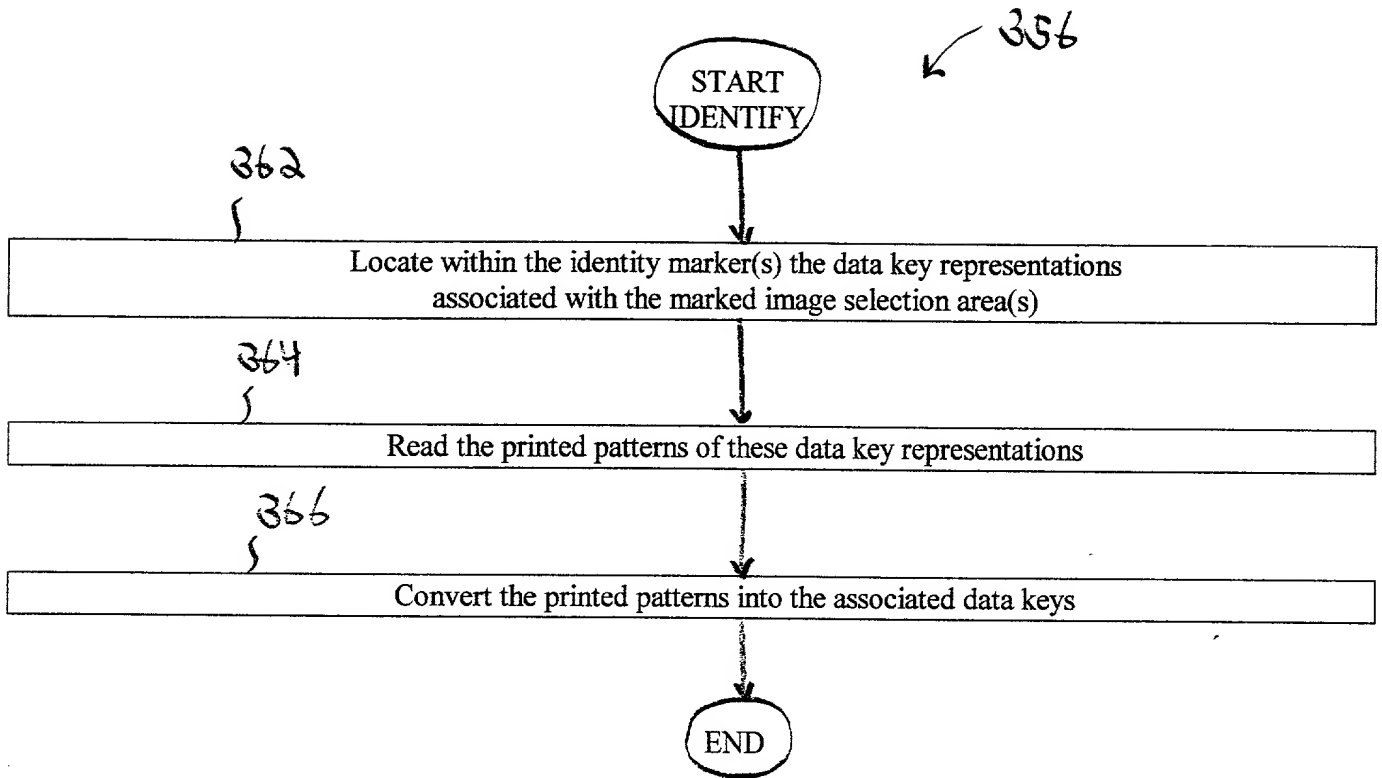 356
START
IDENTIFY
362
Locate within the identity marker(s) the data key representations
associated with the marked image selection area(s)
364
Read the printed patterns of these data key representations
366
Convert the printed patterns into the associated data keys
END